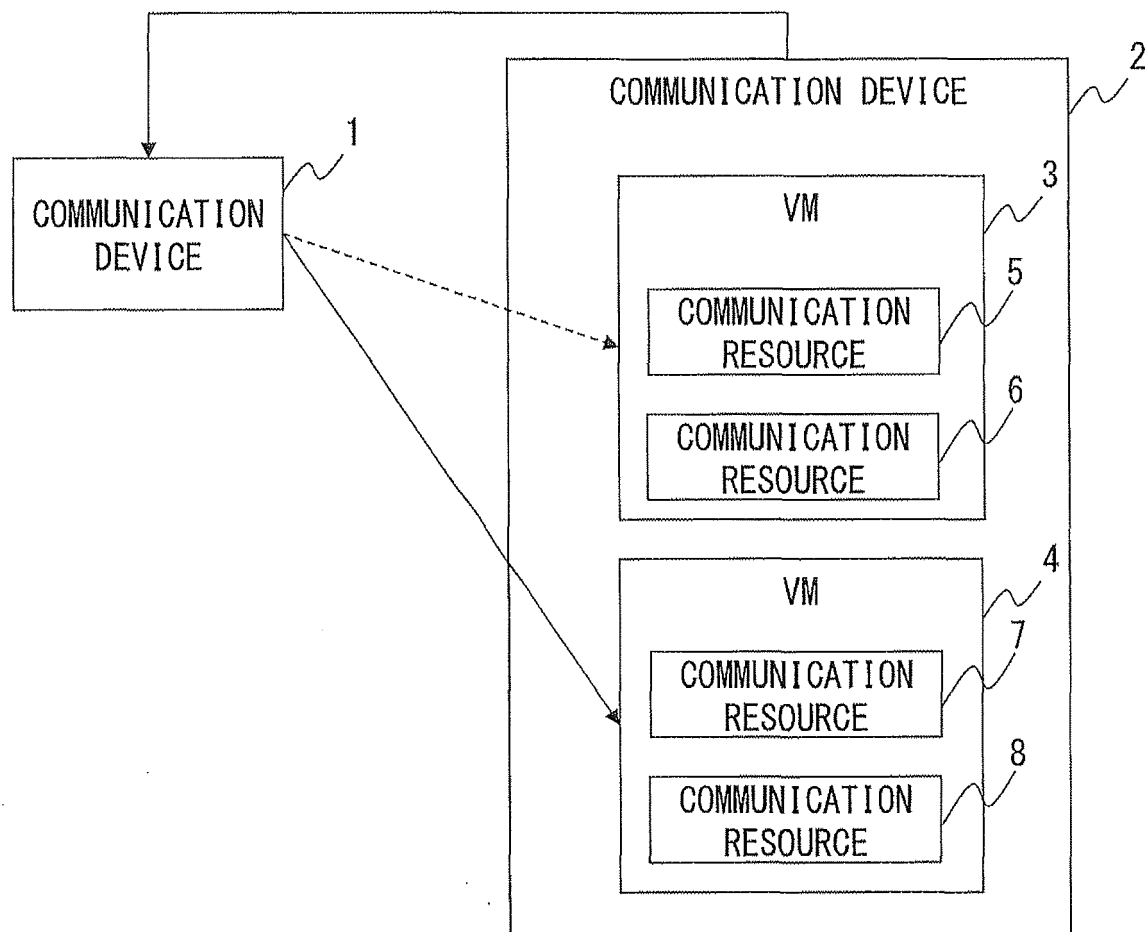 2
COMMUNICATION DEVICE
1
COMMUNICATION
DEVICE
3
VM
5
COMMUNICATION
RESOURCE
6
COMMUNICATION
RESOURCE
4
VM
7
COMMUNICATION
RESOURCE
8
COMMUNICATION
RESOURCE